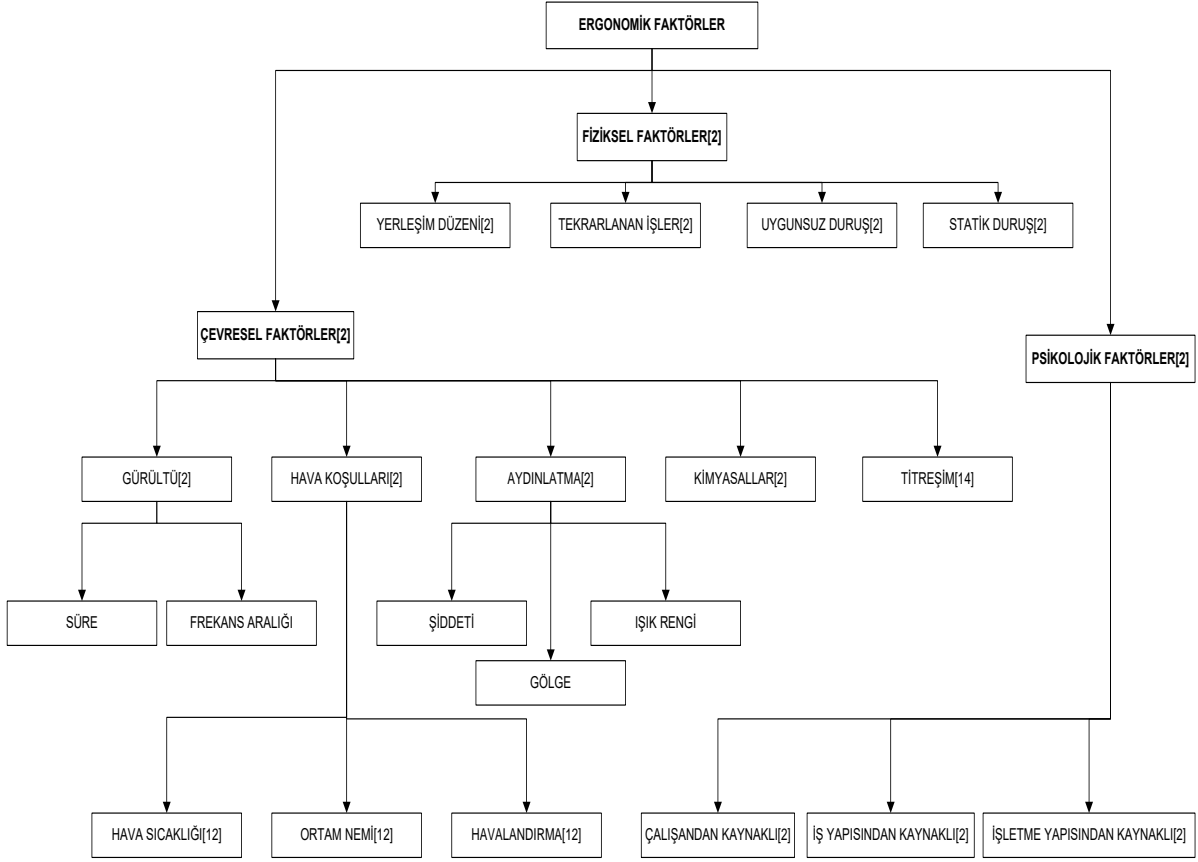 ERGONOMİK FAKTÖRLER
FİZİKSEL FAKTÖRLER[2]
YERLEŞİM DÜZENİ[2]
TEKRARLANAN İŞLER[2]
UYGUNSUZ DURUŞ[2]
STATİK DURUŞ[2]
ÇEVRESEL FAKTÖRLER[2]
PSİKOLOJİK FAKTÖRLER[2]
GÜRÜLTÜ[2]
HAVA KOŞULLARI[2]
AYDINLATMA[2]
KİMYASALLAR[2]
TİTREŞİM[14]
SÜRE
FREKANS ARALIĞI
ŞİDDETİ
IŞIK RENGİ
GÖLGE
HAVA SICAKLIĞI[12]
ORTAM NEMİ[12]
HAVALANDIRMA[12]
ÇALIŞANDAN KAYNAKLI[2]
İŞ YAPISINDAN KAYNAKLI[2]
İŞLETME YAPISINDAN KAYNAKLI[2]